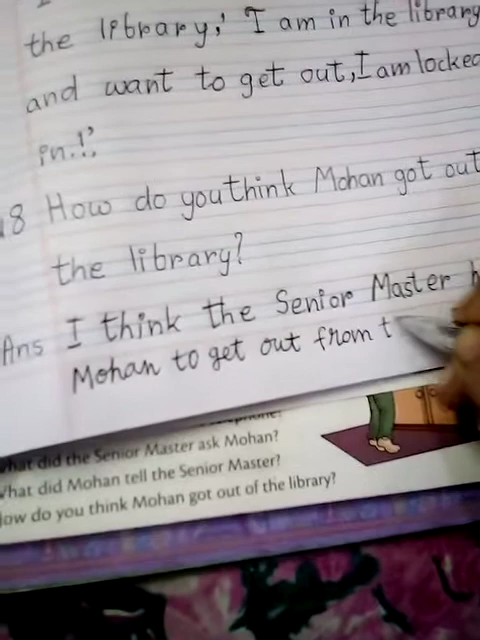 the library,' I am in the library
and want to get out, I am locked
in.!'
8 How do you think Mohan got out
the library?
Ans I think the Senior Master h
Mohan to get out from t
phone?
What did the Senior Master ask Mohan?
What did Mohan tell the Senior Master?
How do you think Mohan got out of the library?